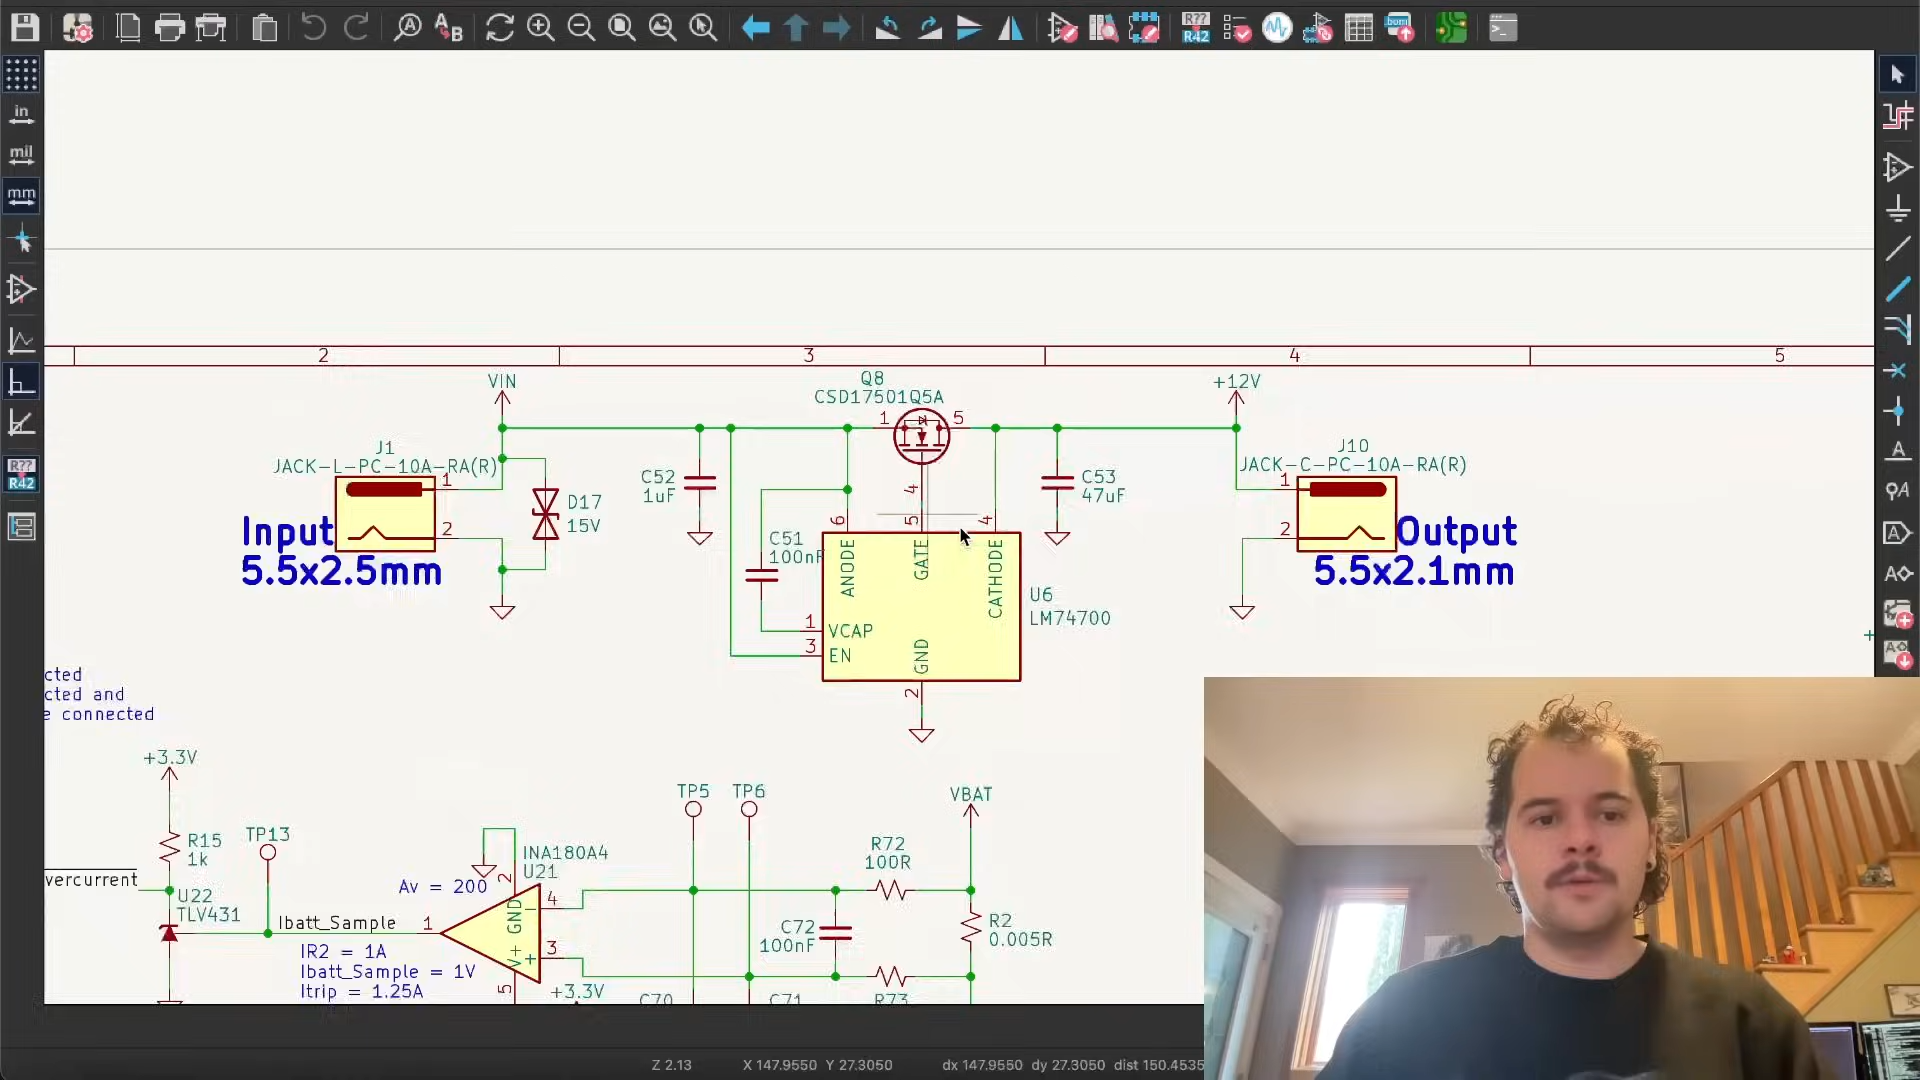 A
B
R??
R42
bom
in
mil
mm
R??
R42
A
A
A
A
A
2
3
4
5
VIN
Q8
CSD17501Q5A
+12V
1
5
J1
JACK-L-PC-10A-RA(R)
1
2
Input
5.5x2.5mm
D17
15V
C52
1uF
C51
100nF
4
6
5
4
ANODE
GATE
CATHODE
1
VCAP
3
EN
GND
2
U6
LM74700
C53
47uF
J10
JACK-C-PC-10A-RA(R)
1
2
Output
5.5x2.1mm
cted
cted and
e connected
+3.3V
R15
1k
TP13
vercurrent
U22
TLV431
Ibatt_Sample
Av = 200
IR2 = 1A
Ibatt_Sample = 1V
Itrip = 1.25A
INA180A4
U21
2
GND
4
1
3
V+
5
+3.3V
TP5
TP6
C72
100nF
C70
C71
R72
100R
R73
VBAT
R2
0.005R
Z 2.13
X 147.9550 Y 27.3050
dx 147.9550 dy 27.3050 dist 150.4535